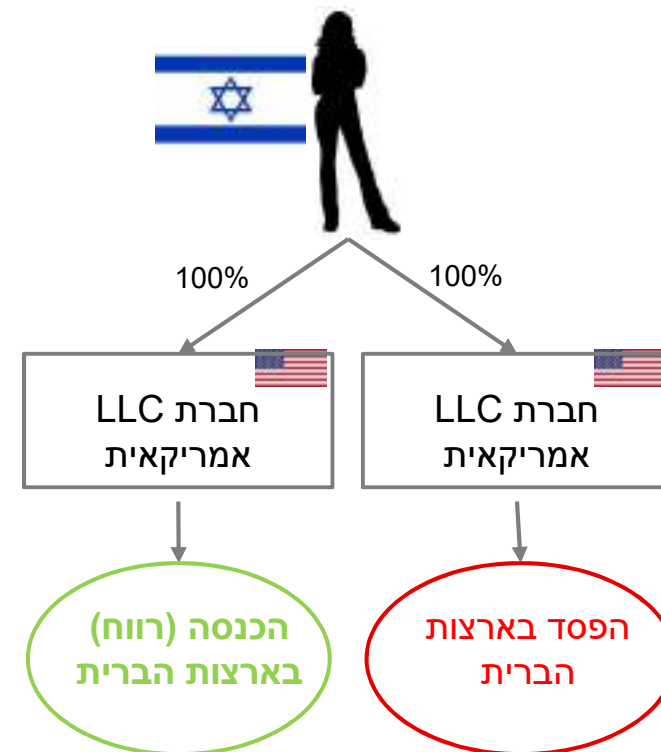 100%
100%
חברת LLC
אמריקאית
חברת LLC
אמריקאית
הכנסה (רווח)
בארצות הברית
הפסד בארצות
הברית